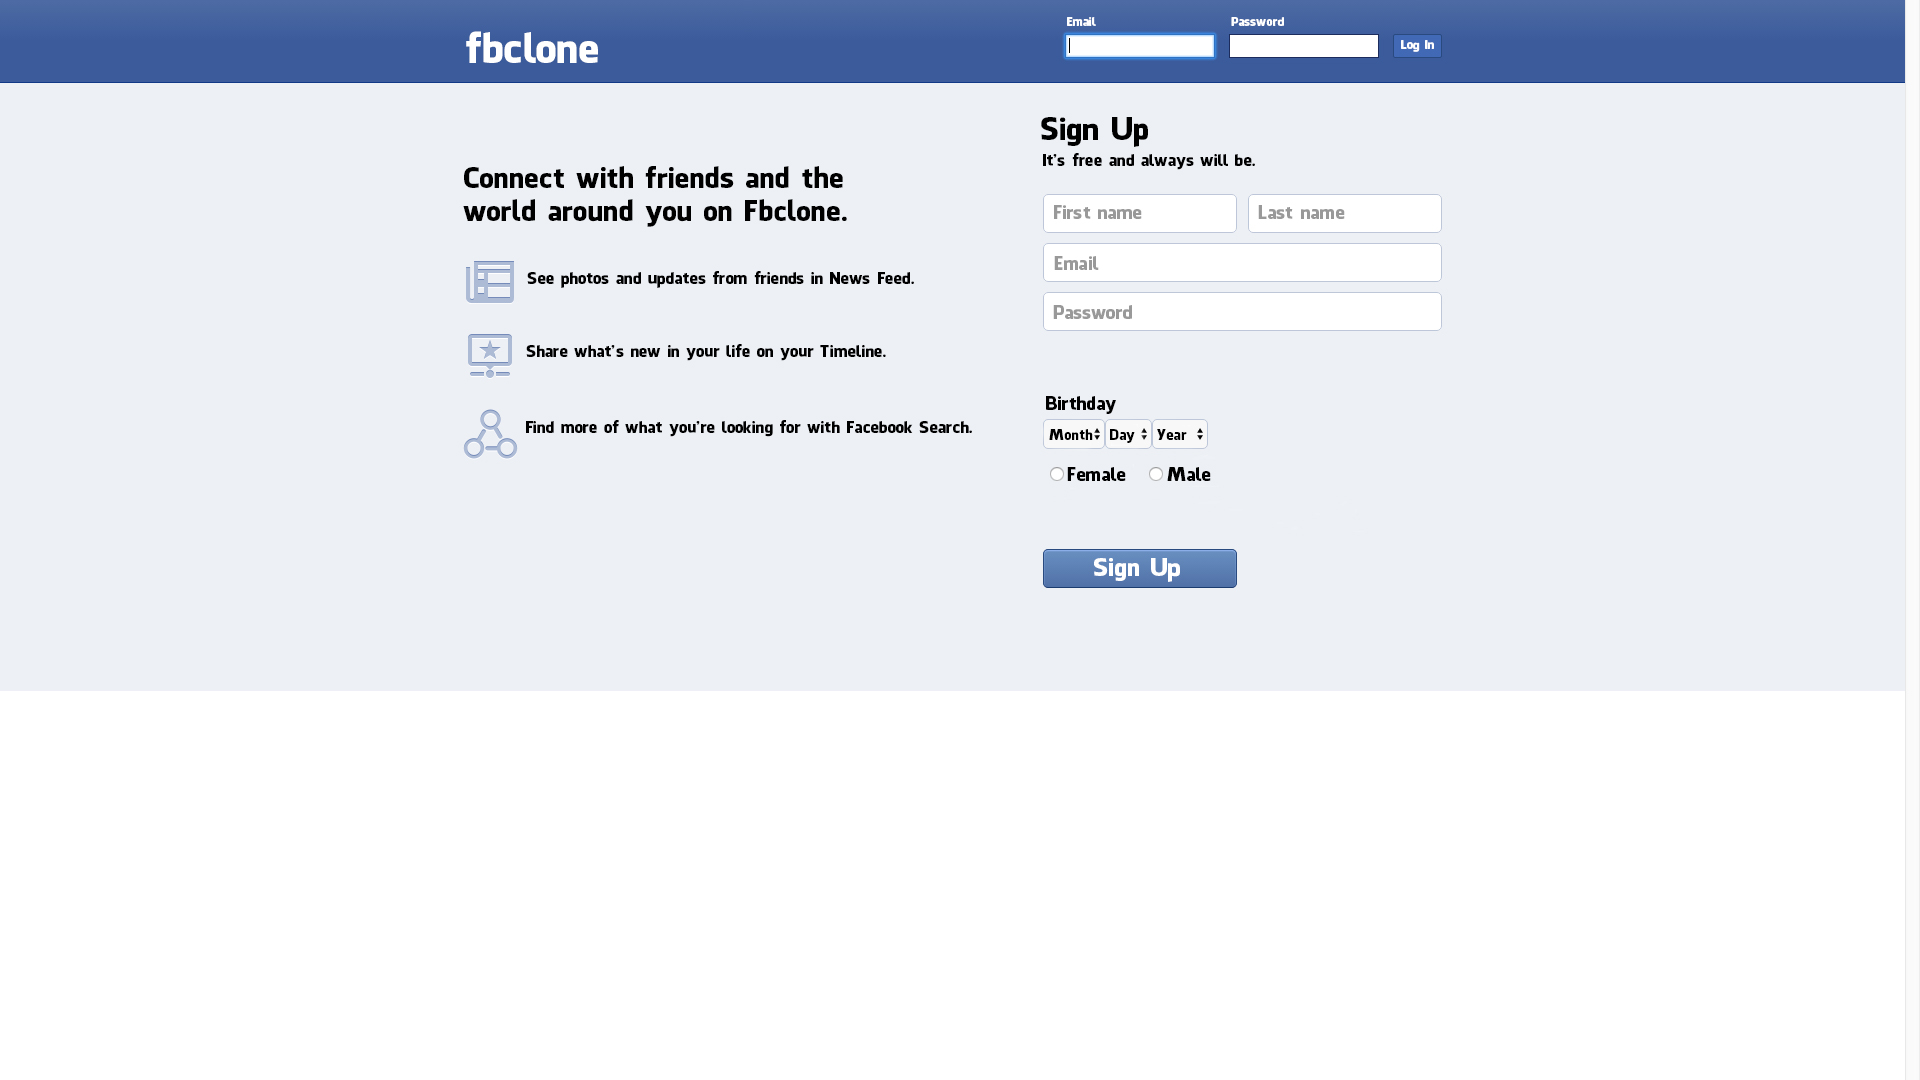 fbclone
Email
Password
Log In
Connect with friends and the
world around you on Fbclone.
See photos and updates from friends in News Feed.
Share what's new in your life on your Timeline.
Find more of what you're looking for with Facebook Search.
Sign Up
It's free and always will be.
First name
Last name
Email
Password
Birthday
Month
Day
Year
Female
Male
Sign Up